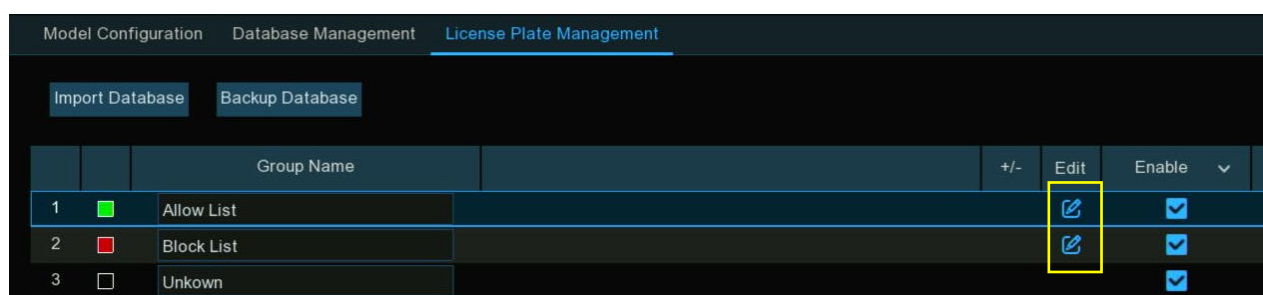 Model Configuration Database Management License Plate Management
Import Database Backup Database
Group Name +/- Edit Enable
1 Allow List
2 Block List
3 Unkown